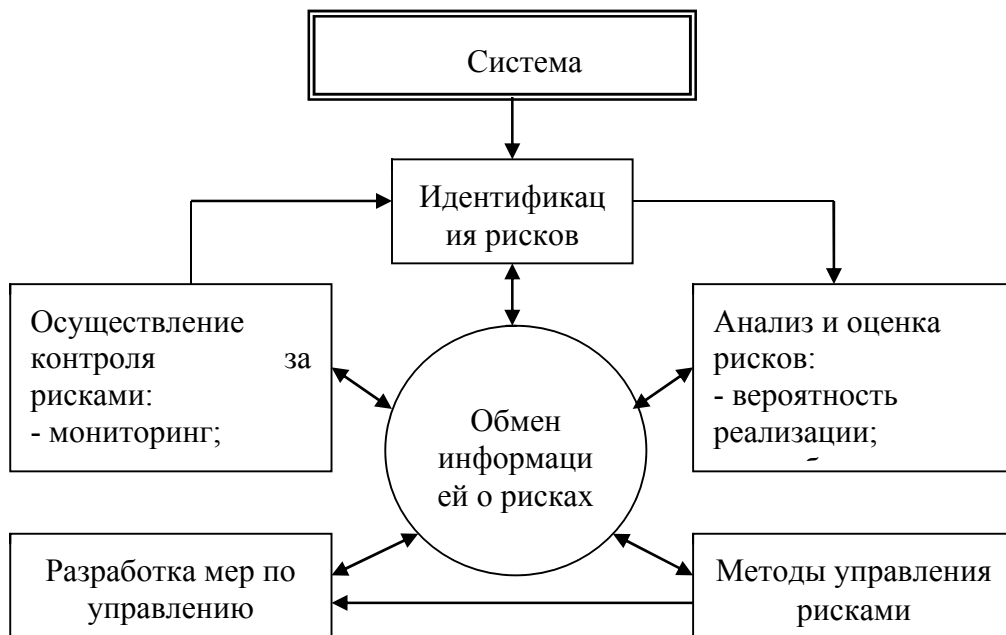 Система
Идентификац
ия рисков
Осуществление
контроля за
рисками:
- мониторинг;
Анализ и оценка
рисков:
- вероятность
реализации;
Обмен
информаци
ей о рисках
Разработка мер по
управлению
Методы управления
рисками